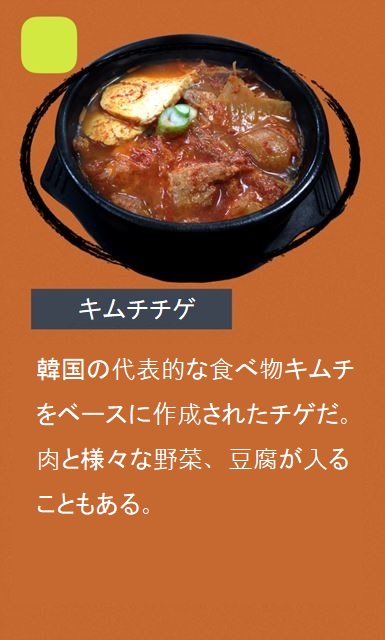 キムチチゲ
韓国の代表的な食べ物キムチ
をベースに作成されたチゲだ。
肉と様々な野菜、豆腐が入る
こともある。